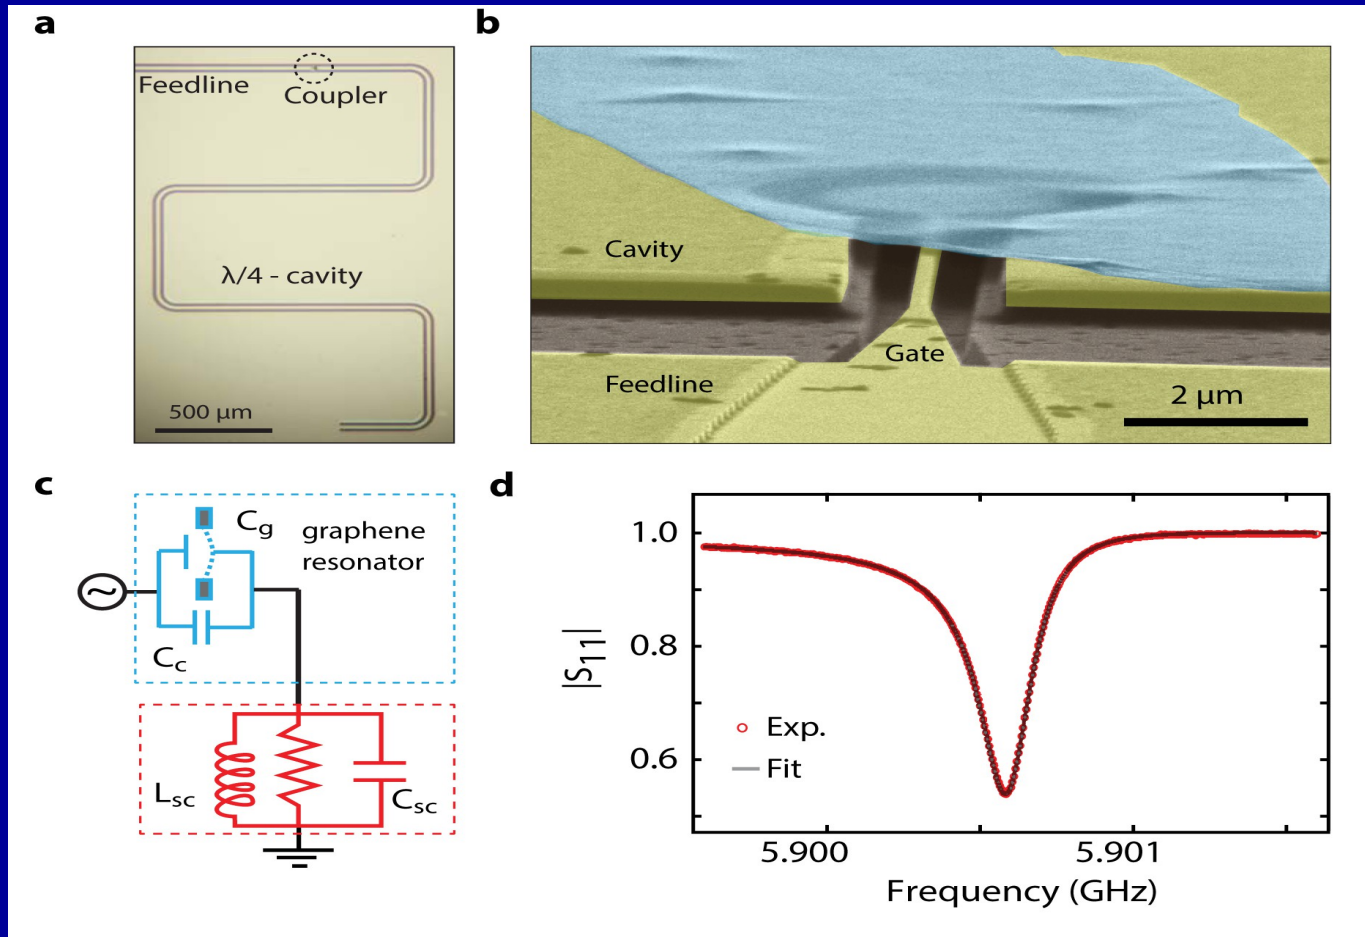 a
Feedline
Coupler
λ/4 - cavity
500 μm
b
Cavity
Gate
Feedline
2 μm
c
C_g
graphene
resonator
~
C_c
L_sc
C_sc
d
|S_11|
1.0
0.8
0.6
Exp.
Fit
5.900
5.901
Frequency (GHz)